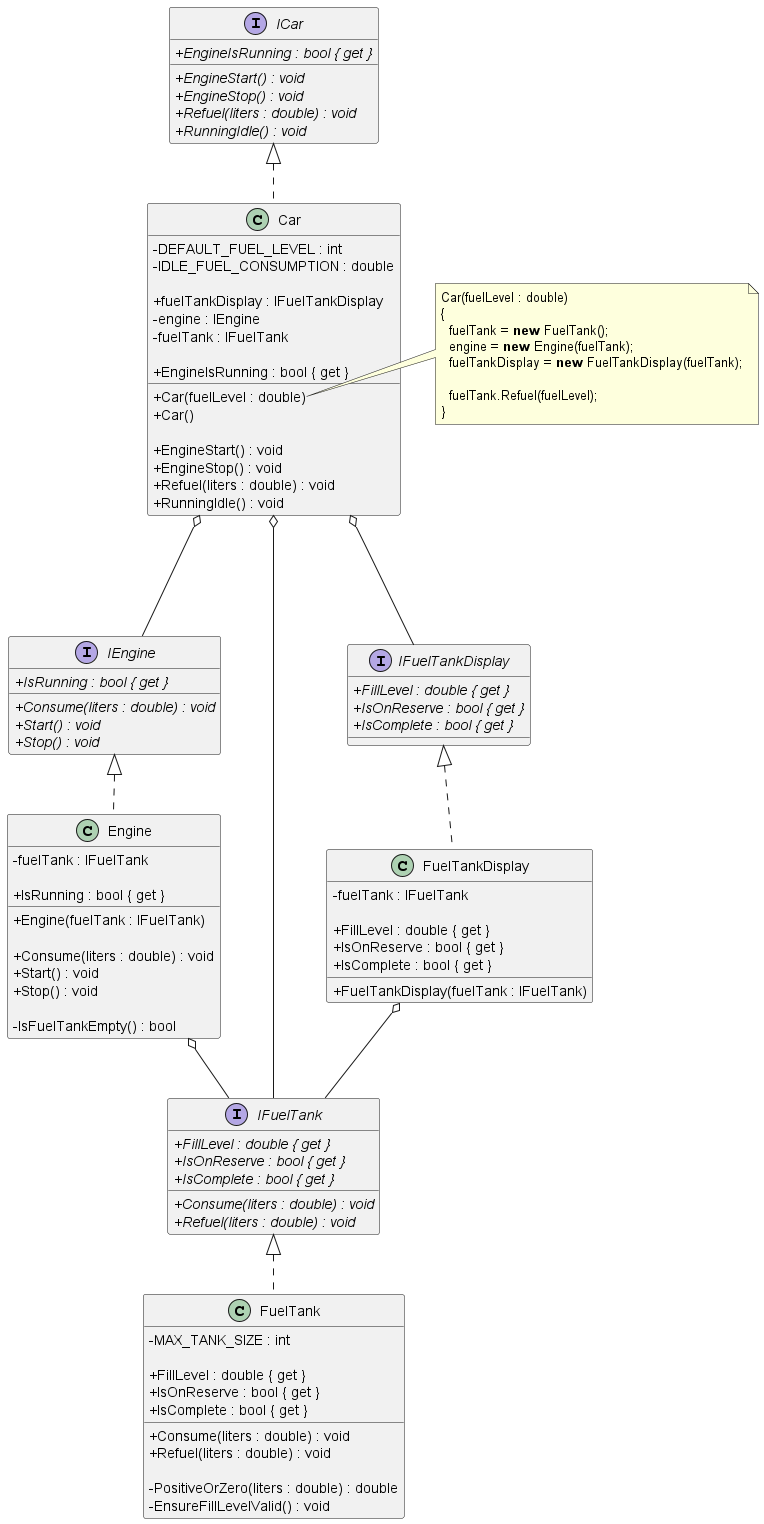 I ICar
+EngineIsRunning : bool { get }
+EngineStart() : void
+EngineStop() : void
+Refuel(liters : double) : void
+RunningIdle() : void
C Car
-DEFAULT_FUEL_LEVEL : int
-IDLE_FUEL_CONSUMPTION : double
+fuelTankDisplay : IFuelTankDisplay
-engine : IEngine
-fuelTank : IFuelTank
+EngineIsRunning : bool { get }
+Car(fuelLevel : double)
+Car()
+EngineStart() : void
+EngineStop() : void
+Refuel(liters : double) : void
+RunningIdle() : void
Car(fuelLevel : double)
{
fuelTank = new FuelTank();
engine = new Engine(fuelTank);
fuelTankDisplay = new FuelTankDisplay(fuelTank);
fuelTank.Refuel(fuelLevel);
}
I IEngine
+IsRunning : bool { get }
+Consume(liters : double) : void
+Start() : void
+Stop() : void
I IFuelTankDisplay
+FillLevel : double { get }
+IsOnReserve : bool { get }
+IsComplete : bool { get }
C Engine
-fuelTank : IFuelTank
+IsRunning : bool { get }
+Engine(fuelTank : IFuelTank)
+Consume(liters : double) : void
+Start() : void
+Stop() : void
-IsFuelTankEmpty() : bool
C FuelTankDisplay
-fuelTank : IFuelTank
+FillLevel : double { get }
+IsOnReserve : bool { get }
+IsComplete : bool { get }
+FuelTankDisplay(fuelTank : IFuelTank)
I IFuelTank
+FillLevel : double { get }
+IsOnReserve : bool { get }
+IsComplete : bool { get }
+Consume(liters : double) : void
+Refuel(liters : double) : void
C FuelTank
-MAX_TANK_SIZE : int
+FillLevel : double { get }
+IsOnReserve : bool { get }
+IsComplete : bool { get }
+Consume(liters : double) : void
+Refuel(liters : double) : void
-PositiveOrZero(liters : double) : double
-EnsureFillLevelValid() : void